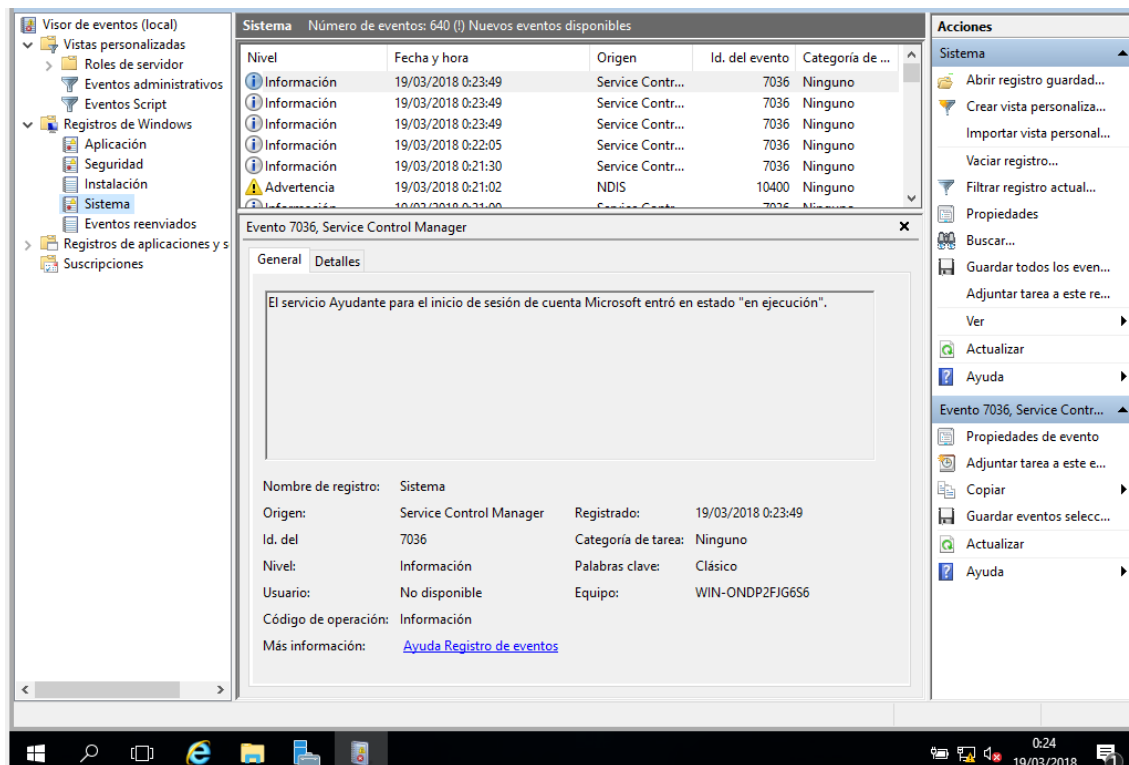 Visor de eventos (local)
Vistas personalizadas
Roles de servidor
Eventos administrativos
Eventos Script
Registros de Windows
Aplicación
Seguridad
Instalación
Sistema
Eventos reenviados
Registros de aplicaciones y s
Suscripciones
Sistema Número de eventos: 640 (!) Nuevos eventos disponibles
Nivel Fecha y hora Origen Id. del evento Categoría de ...
Información 19/03/2018 0:23:49 Service Contr... 7036 Ninguno
Información 19/03/2018 0:23:49 Service Contr... 7036 Ninguno
Información 19/03/2018 0:23:49 Service Contr... 7036 Ninguno
Información 19/03/2018 0:22:05 Service Contr... 7036 Ninguno
Información 19/03/2018 0:21:30 Service Contr... 7036 Ninguno
Advertencia 19/03/2018 0:21:02 NDIS 10400 Ninguno
Evento 7036, Service Control Manager
General Detalles
El servicio Ayudante para el inicio de sesión de cuenta Microsoft entró en estado "en ejecución".
Nombre de registro: Sistema
Origen: Service Control Manager Registrado: 19/03/2018 0:23:49
Id. del 7036 Categoría de tarea: Ninguno
Nivel: Información Palabras clave: Clásico
Usuario: No disponible Equipo: WIN-ONDP2FJG6S6
Código de operación: Información
Más información: Ayuda Registro de eventos
Acciones
Sistema
Abrir registro guardad...
Crear vista personaliza...
Importar vista personal...
Vaciar registro...
Filtrar registro actual...
Propiedades
Buscar...
Guardar todos los even...
Adjuntar tarea a este re...
Ver
Actualizar
Ayuda
Evento 7036, Service Contr...
Propiedades de evento
Adjuntar tarea a este e...
Copiar
Guardar eventos selecc...
Actualizar
Ayuda
0:24
19/03/2018
1